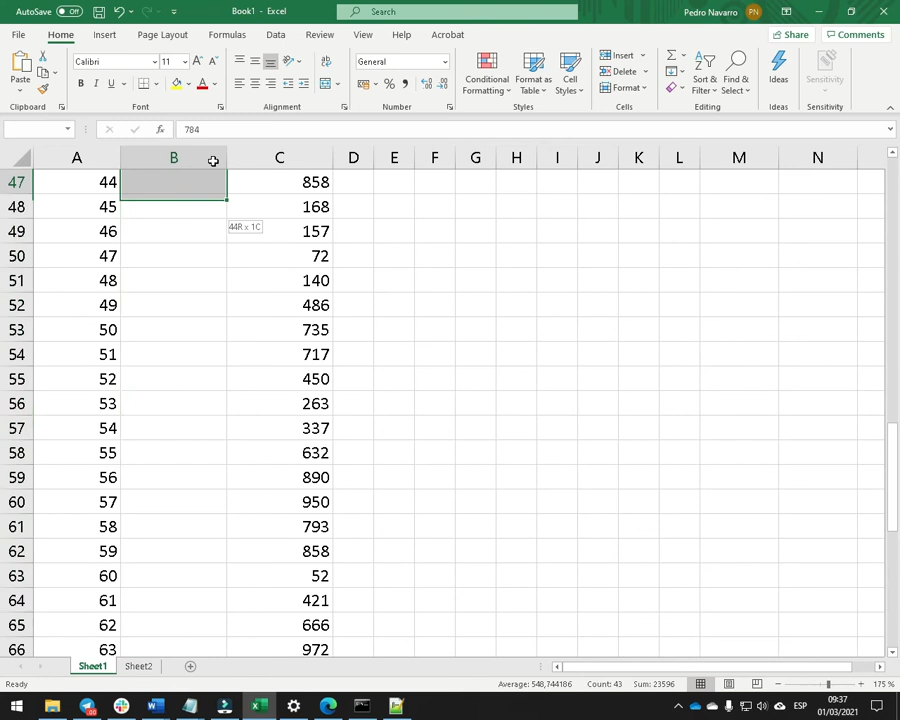 AutoSave Off Book1 - Excel Search Pedro Navarro PN
File Home Insert Page Layout Formulas Data Review View Help Acrobat Share Comments
Calibri 11 A A ab General Insert Σ
Paste B I U A % , Conditional Formatting Format as Table Cell Styles Delete Format Sort & Filter Find & Select Ideas Sensitivity
Clipboard Font Alignment Number Styles Cells Editing Ideas Sensitivity
fx 784
A B C D E F G H I J K L M N
47 44 858
48 45 168
44R x 1C
49 46 157
50 47 72
51 48 140
52 49 486
53 50 735
54 51 717
55 52 450
56 53 263
57 54 337
58 55 632
59 56 890
60 57 950
61 58 793
62 59 858
63 60 52
64 61 421
65 62 666
66 63 972
Sheet1 Sheet2
Ready Average: 548,744186 Count: 43 Sum: 23596 175 %
ESP 09:37
01/03/2021